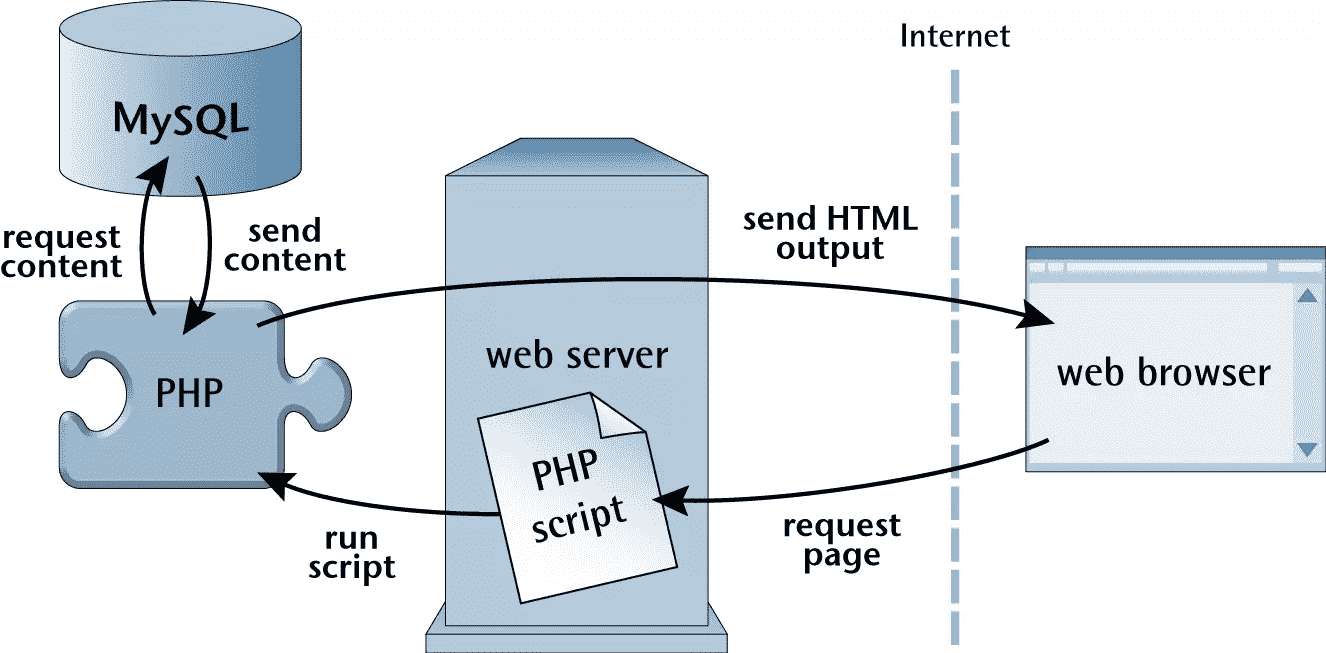 Internet
MySQL
request
content
send
content
send HTML
output
PHP
web server
web browser
PHP
script
run
script
request
page